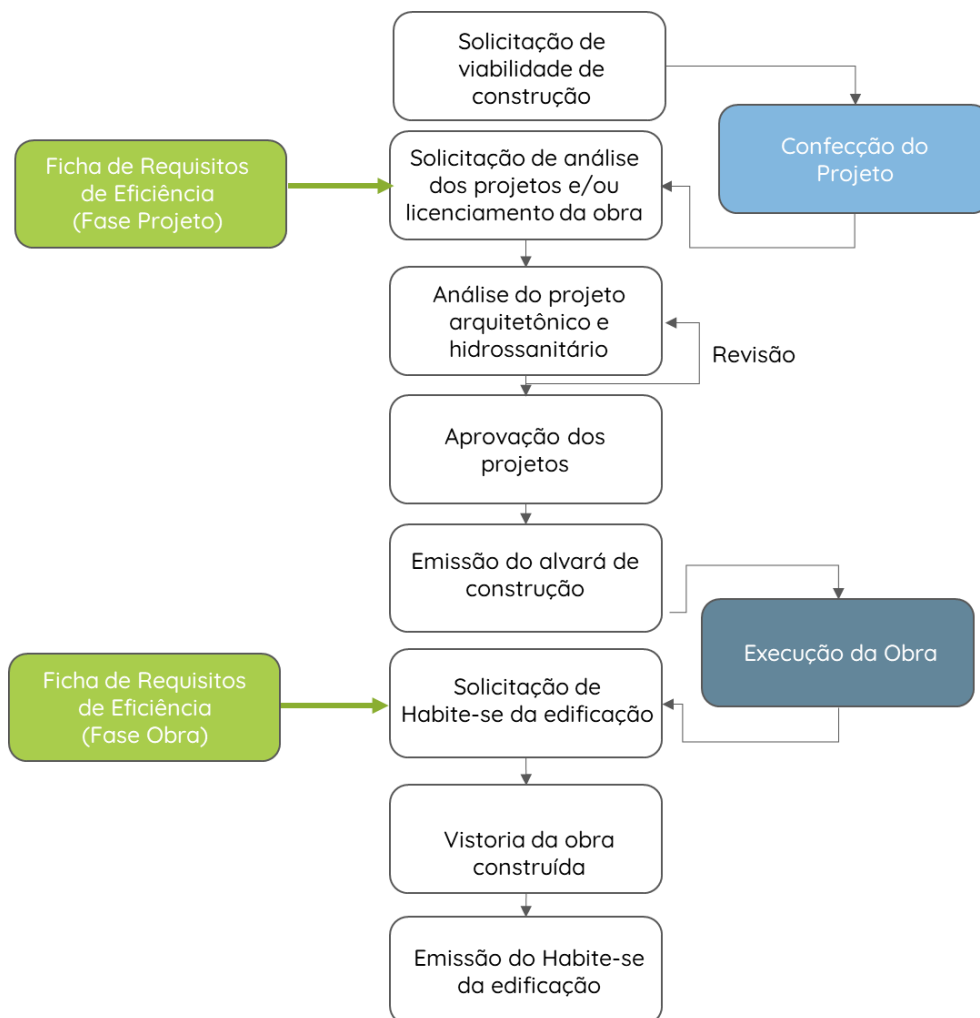 Solicitação de
viabilidade de
construção
Confecção do
Projeto
Ficha de Requisitos
de Eficiência
(Fase Projeto)
Solicitação de análise
dos projetos e/ou
licenciamento da obra
Análise do projeto
arquitetônico e
hidrossanitário
Revisão
Aprovação dos
projetos
Emissão do alvará de
construção
Execução da Obra
Ficha de Requisitos
de Eficiência
(Fase Obra)
Solicitação de
Habite-se da edificação
Vistoria da obra
construída
Emissão do Habite-se
da edificação